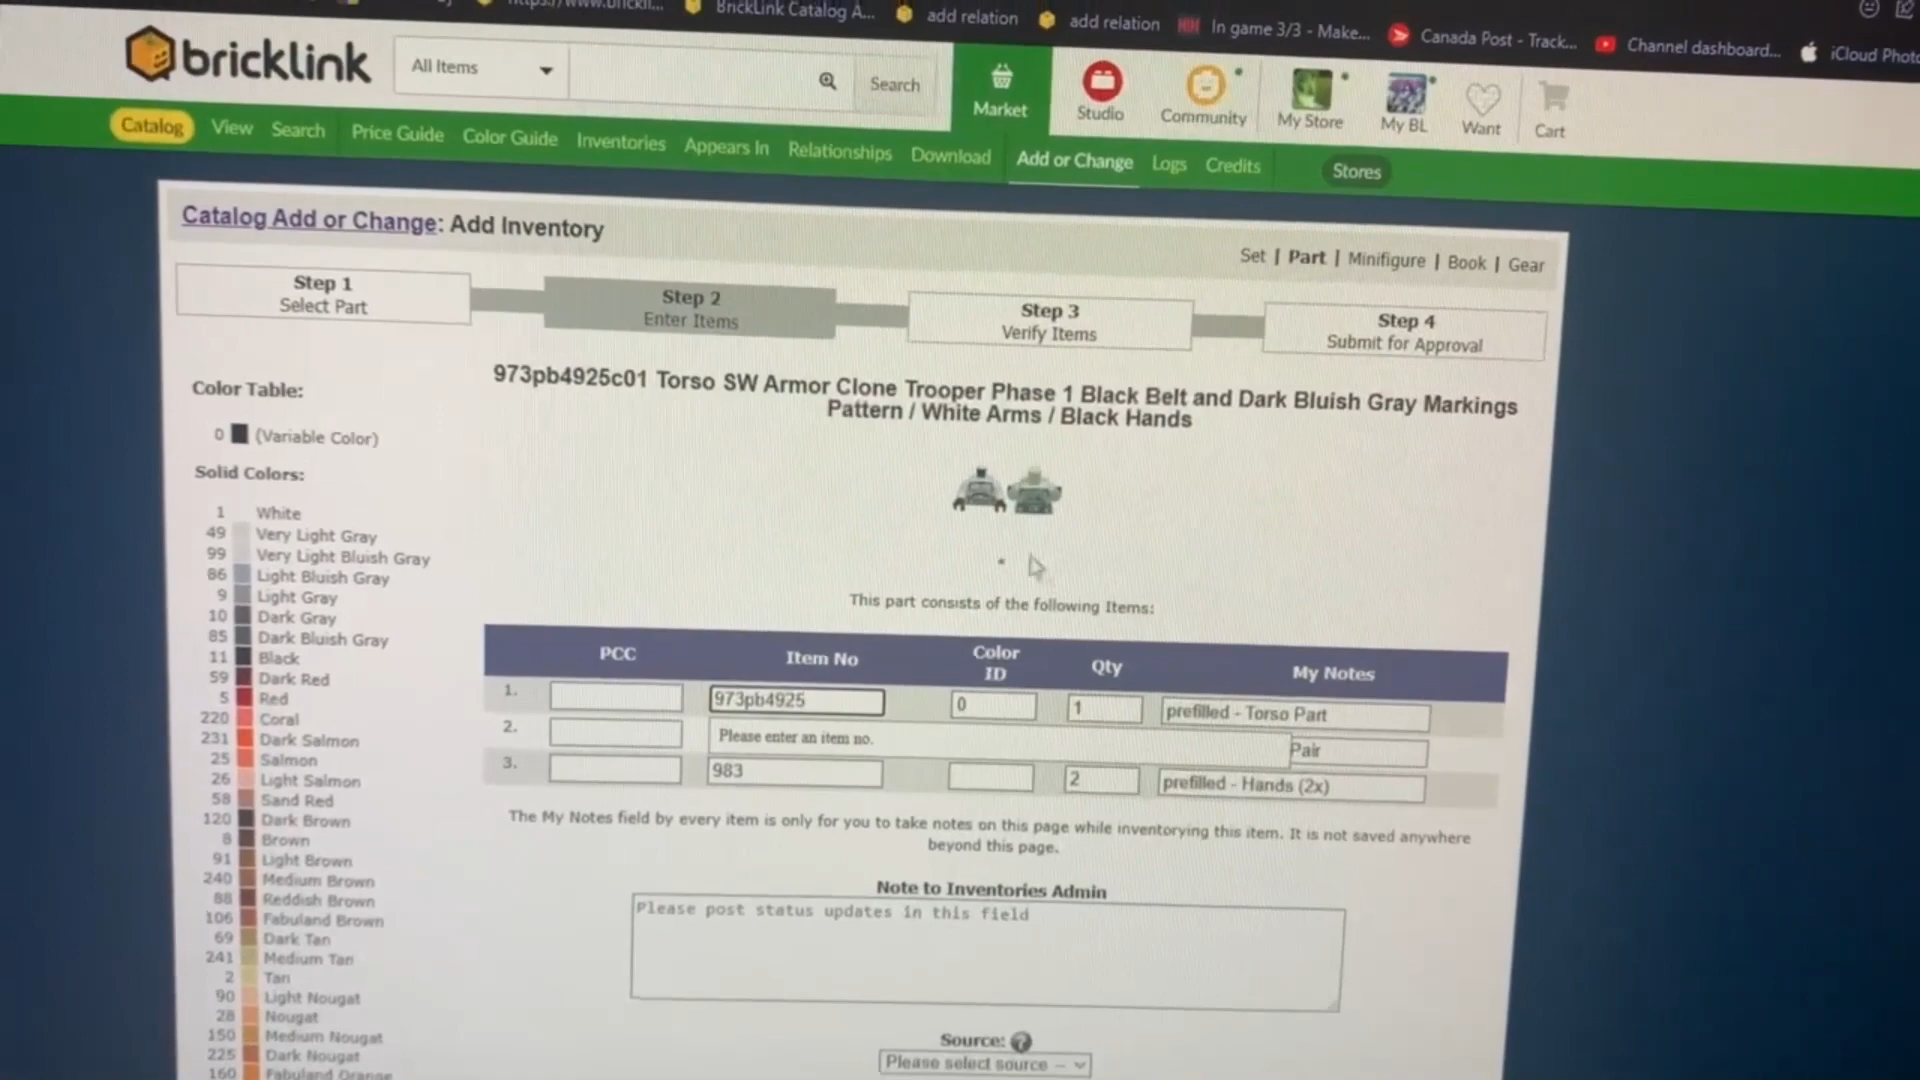 BrickLink Catalog A...
add relation
add relation
In game 3/3 - Make...
Canada Post - Track...
Channel dashboard...
iCloud Phot
bricklink
All Items
Search
Market
Studio
Community
My Store
My BL
Want
Cart
Catalog
View
Search
Price Guide
Color Guide
Inventories
Appears In
Relationships
Download
Add or Change
Logs
Credits
Stores
Catalog Add or Change: Add Inventory
Set | Part | Minifigure | Book | Gear
Step 1
Select Part
Step 2
Enter Items
Step 3
Verify Items
Step 4
Submit for Approval
973pb4925c01 Torso SW Armor Clone Trooper Phase 1 Black Belt and Dark Bluish Gray Markings
Pattern / White Arms / Black Hands
Color Table:
0 (Variable Color)
Solid Colors:
1 White
49 Very Light Gray
99 Very Light Bluish Gray
86 Light Bluish Gray
9 Light Gray
10 Dark Gray
85 Dark Bluish Gray
11 Black
59 Dark Red
5 Red
220 Coral
231 Dark Salmon
25 Salmon
26 Light Salmon
58 Sand Red
120 Dark Brown
8 Brown
91 Light Brown
240 Medium Brown
88 Reddish Brown
106 Fabuland Brown
69 Dark Tan
241 Medium Tan
2 Tan
90 Light Nougat
28 Nougat
150 Medium Nougat
225 Dark Nougat
160 Fabuland Orange
This part consists of the following Items:
PCC Item No Color ID Qty My Notes
1. 973pb4925 0 1 prefilled - Torso Part
2. Please enter an item no. Pair
3. 983 2 prefilled - Hands (2x)
The My Notes field by every item is only for you to take notes on this page while inventorying this item. It is not saved anywhere
beyond this page.
Note to Inventories Admin
Please post status updates in this field
Source: ?
Please select source --